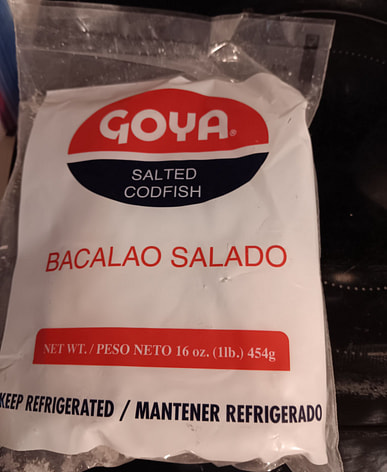 GOYA®
SALTED
CODFISH
BACALAO SALADO
NET WT. / PESO NETO 16 oz. (1lb.) 454g
KEEP REFRIGERATED / MANTENER REFRIGERADO